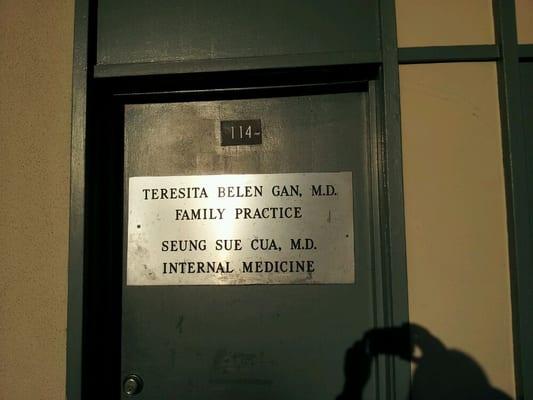 114
TERESITA BELEN GAN, M.D.
FAMILY PRACTICE
SEUNG SUE CUA, M.D.
INTERNAL MEDICINE